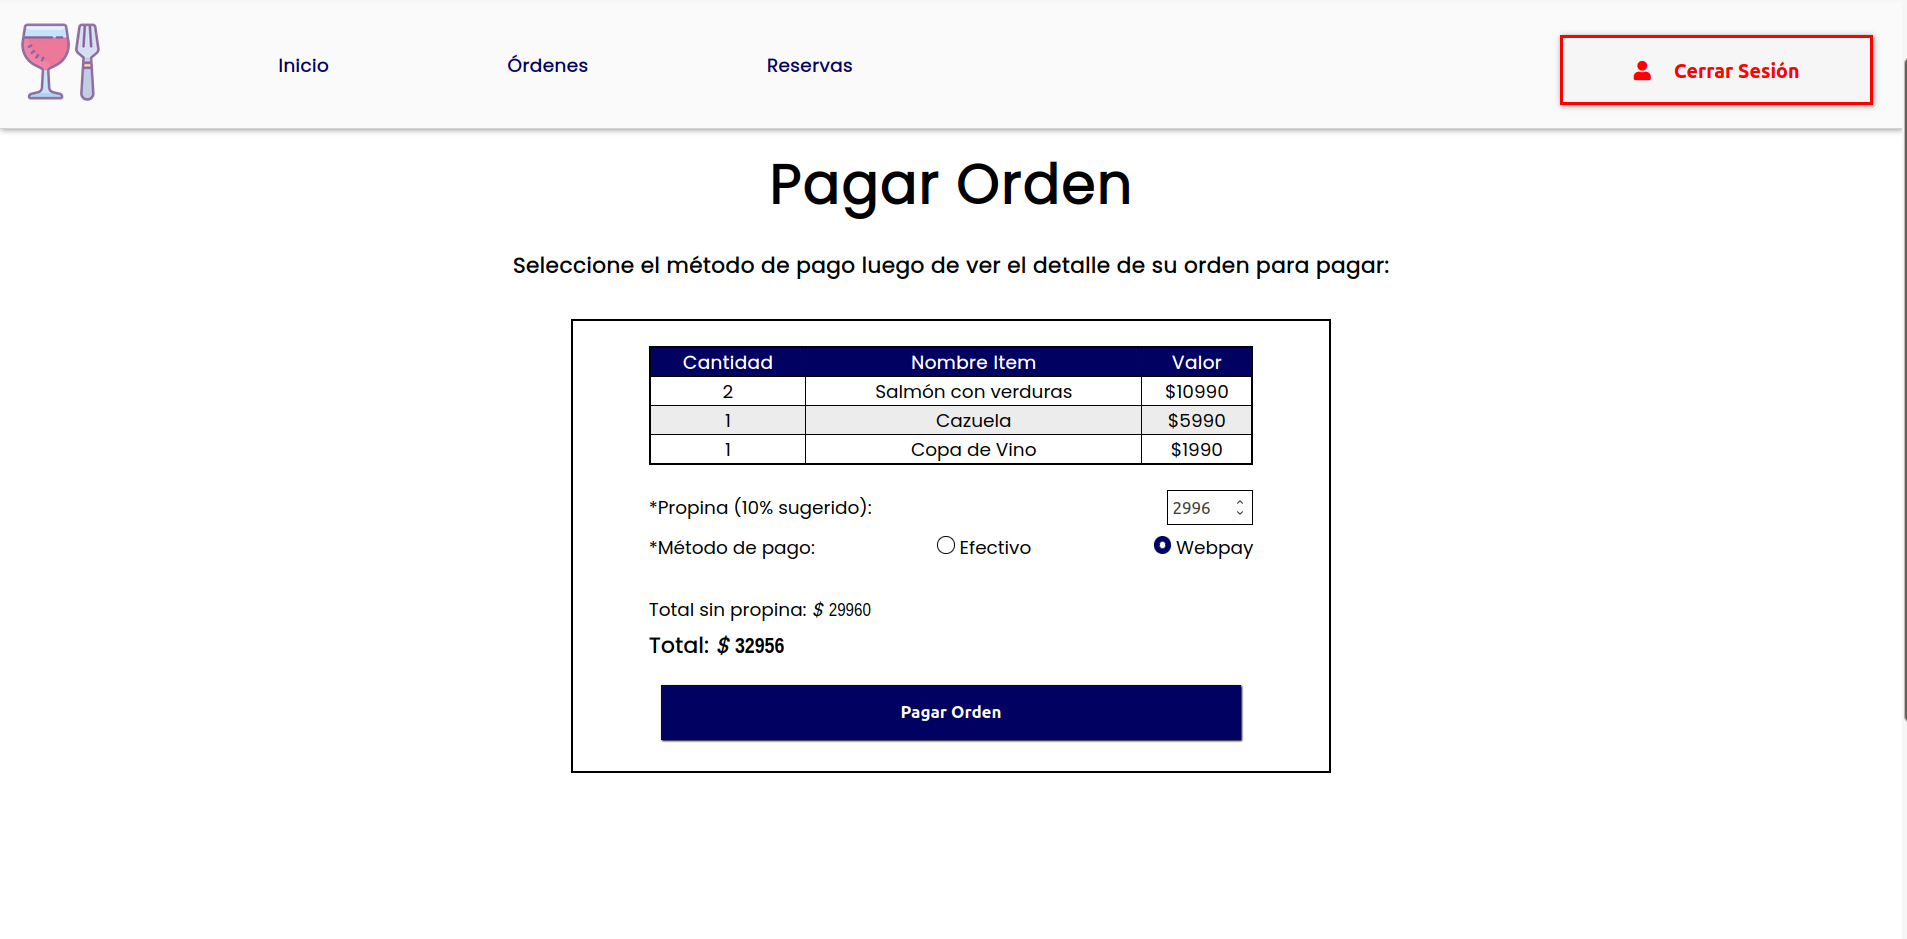 Inicio Órdenes Reservas Cerrar Sesión
Pagar Orden
Seleccione el método de pago luego de ver el detalle de su orden para pagar:
Cantidad Nombre Item Valor
2 Salmón con verduras $10990
1 Cazuela $5990
1 Copa de Vino $1990
*Propina (10% sugerido): 2996
*Método de pago: Efectivo Webpay
Total sin propina: $ 29960
Total: $ 32956
Pagar Orden